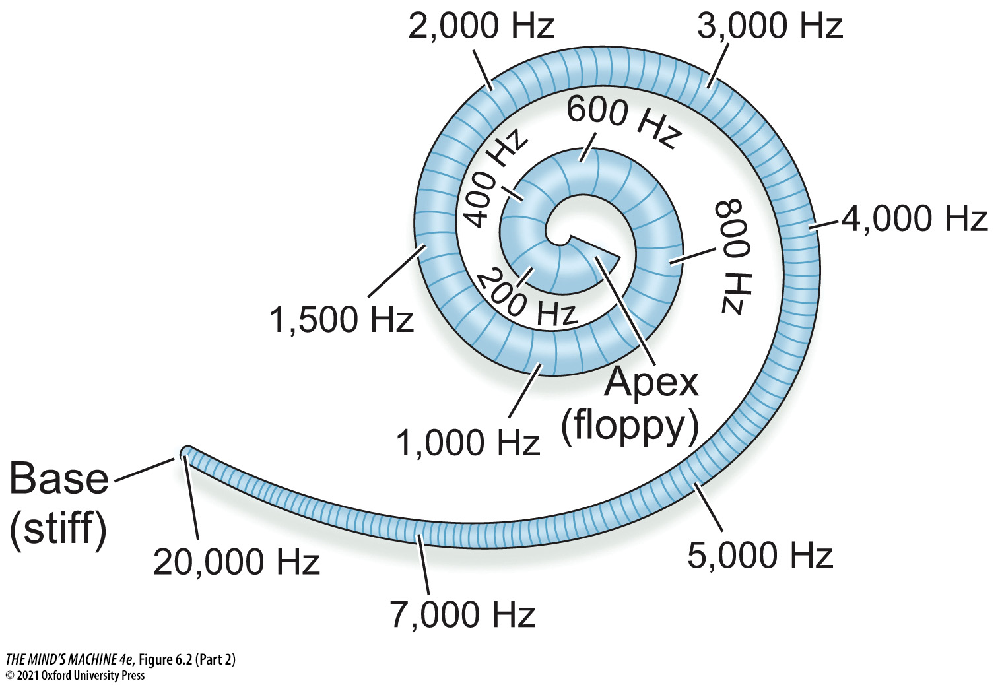 2,000 Hz
3,000 Hz
600 Hz
400 Hz
800 Hz
4,000 Hz
200 Hz
1,500 Hz
Apex
(floppy)
1,000 Hz
Base
(stiff)
20,000 Hz
5,000 Hz
7,000 Hz
THE MIND'S MACHINE 4e, Figure 6.2 (Part 2)
© 2021 Oxford University Press